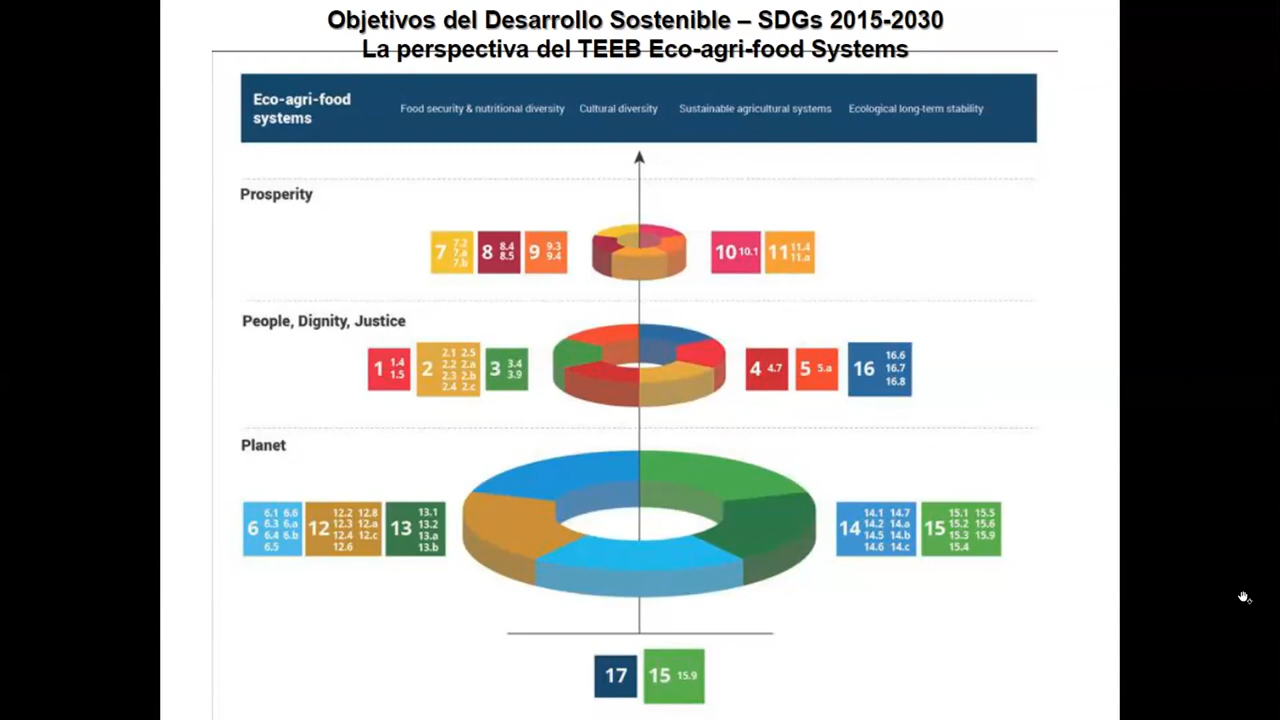 Objetivos del Desarrollo Sostenible – SDGs 2015-2030
La perspectiva del TEEB Eco-agri-food Systems
Eco-agri-food
systems
Food security & nutritional diversity
Cultural diversity
Sustainable agricultural systems
Ecological long-term stability
Prosperity
7
7.2
7.a
7.b
8
8.4
8.5
9
9.3
9.4
10 10.1
11
11.4
11.a
People, Dignity, Justice
1
1.4
1.5
2
2.1 2.5
2.2 2.a
2.3 2.b
2.4 2.c
3
3.4
3.9
4 4.7
5 5.a
16
16.6
16.7
16.8
Planet
6
6.1 6.6
6.3 6.a
6.4 6.b
6.5
12
12.2 12.8
12.3 12.a
12.4 12.c
12.6
13
13.1
13.2
13.a
13.b
14
14.1 14.7
14.2 14.a
14.5 14.b
14.6 14.c
15
15.1 15.5
15.2 15.6
15.3 15.9
15.4
17
15 15.9